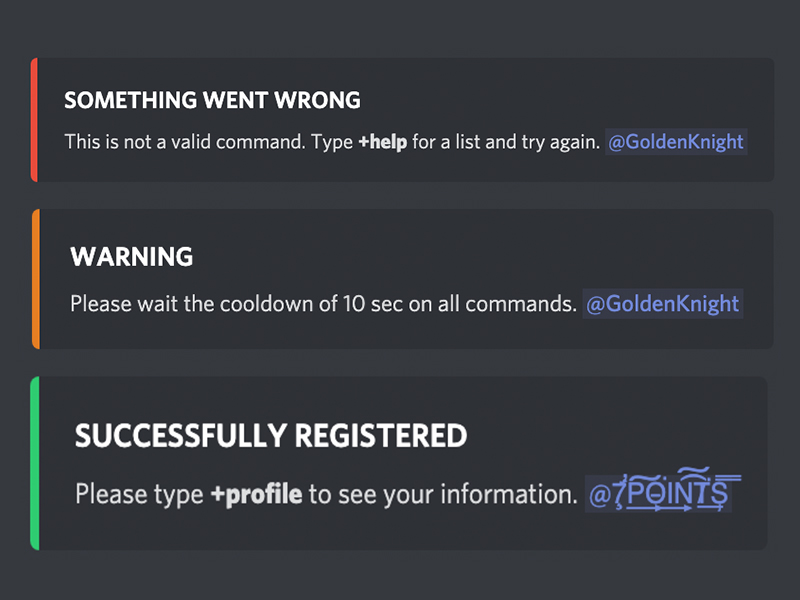 SOMETHING WENT WRONG
This is not a valid command. Type +help for a list and try again. @GoldenKnight
WARNING
Please wait the cooldown of 10 sec on all commands. @GoldenKnight
SUCCESSFULLY REGISTERED
Please type +profile to see your information. @7POINTS